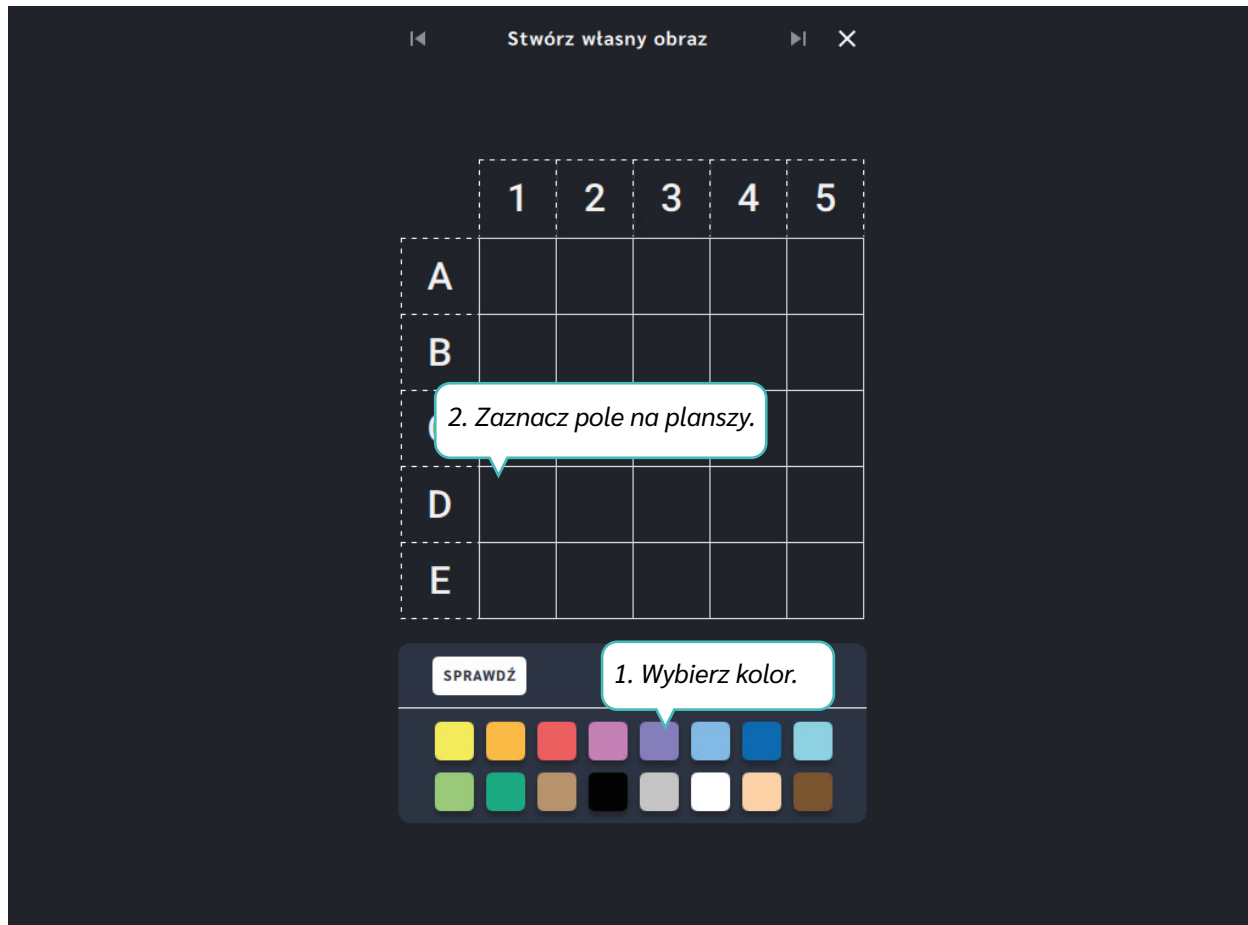 Stwórz własny obraz
1 2 3 4 5
A
B
2. Zaznacz pole na planszy.
D
E
SPRAWDŹ
1. Wybierz kolor.